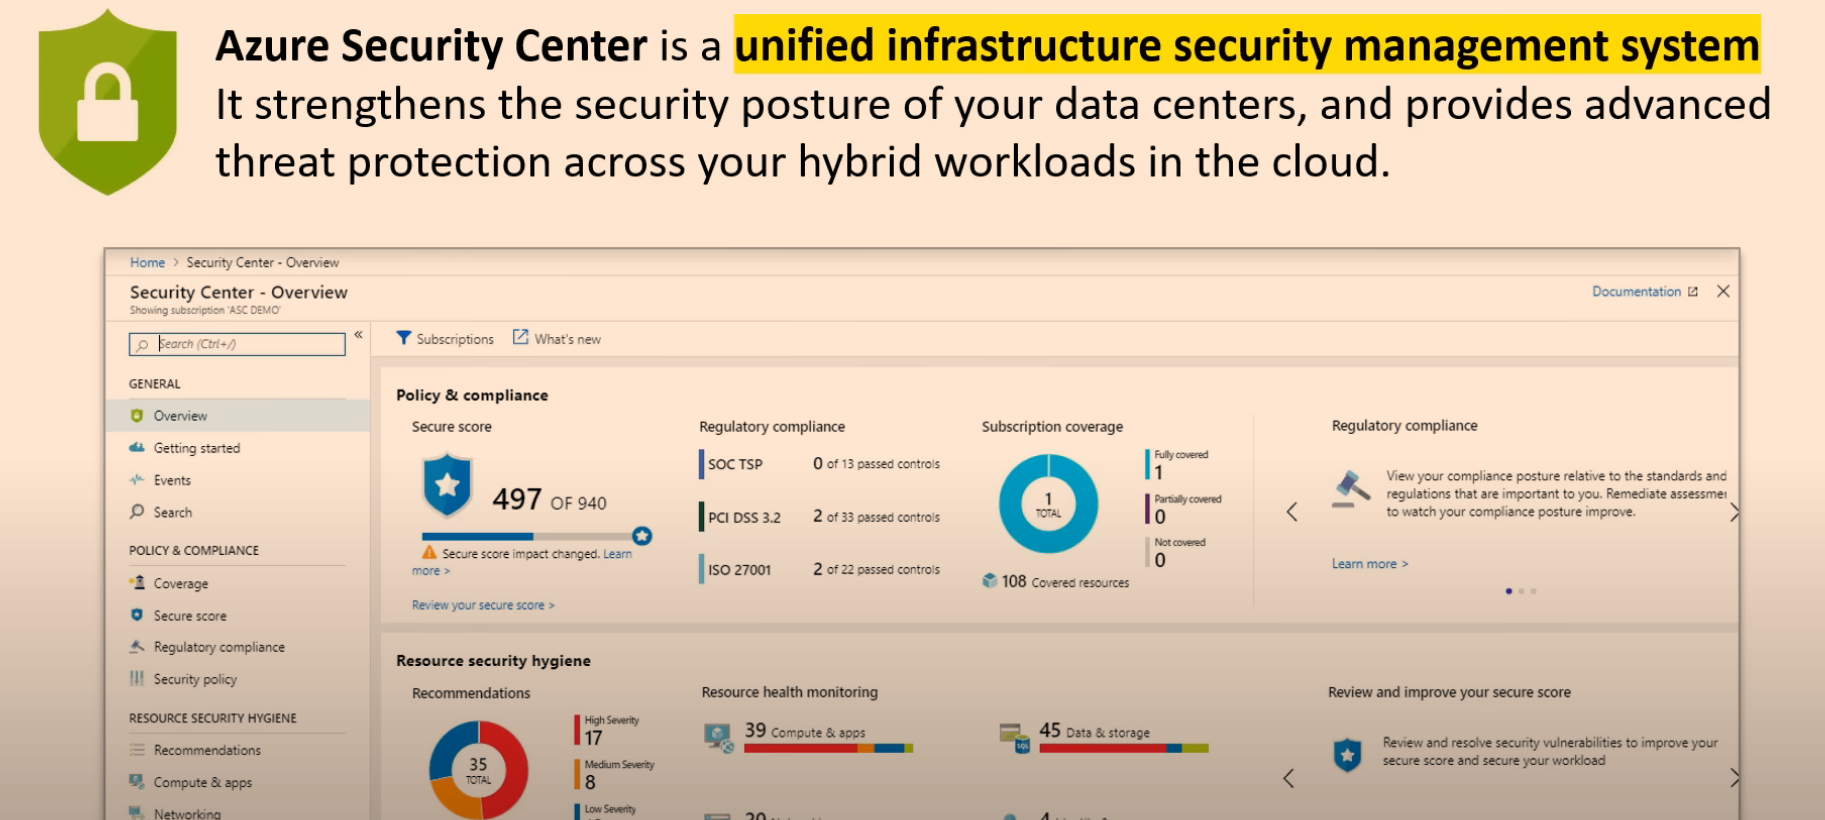 Azure Security Center is a unified infrastructure security management system
It strengthens the security posture of your data centers, and provides advanced
threat protection across your hybrid workloads in the cloud.
Home > Security Center - Overview
Security Center - Overview
Showing subscription 'ASC DEMO'
Documentation
Search (Ctrl+/)
«
GENERAL
Overview
Getting started
Events
Search
POLICY & COMPLIANCE
Coverage
Secure score
Regulatory compliance
Security policy
RESOURCE SECURITY HYGIENE
Recommendations
Compute & apps
Networking
Subscriptions
What's new
Policy & compliance
Secure score
497 OF 940
Secure score impact changed. Learn
more >
Review your secure score >
Regulatory compliance
SOC TSP 0 of 13 passed controls
PCI DSS 3.2 2 of 33 passed controls
ISO 27001 2 of 22 passed controls
Subscription coverage
1
TOTAL
Fully covered
1
Partially covered
0
Not covered
0
108 Covered resources
Regulatory compliance
View your compliance posture relative to the standards and
regulations that are important to you. Remediate
to watch your compliance posture improve.
Learn more >
Resource security hygiene
Recommendations
35
TOTAL
High Severity
17
Medium Severity
8
Low Severity
Resource health monitoring
39 Compute & apps
45 Data & storage
SQL
Review and improve your secure score
Review and resolve security vulnerabilities to improve your
secure score and secure your workload